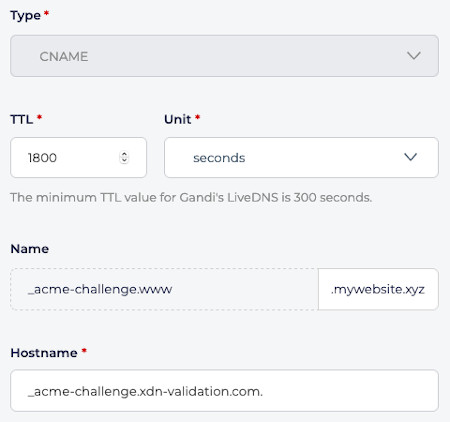 Type *
CNAME
TTL * Unit *
1800 seconds
The minimum TTL value for Gandi's LiveDNS is 300 seconds.
Name
_acme-challenge.www .mywebsite.xyz
Hostname *
_acme-challenge.xdn-validation.com.